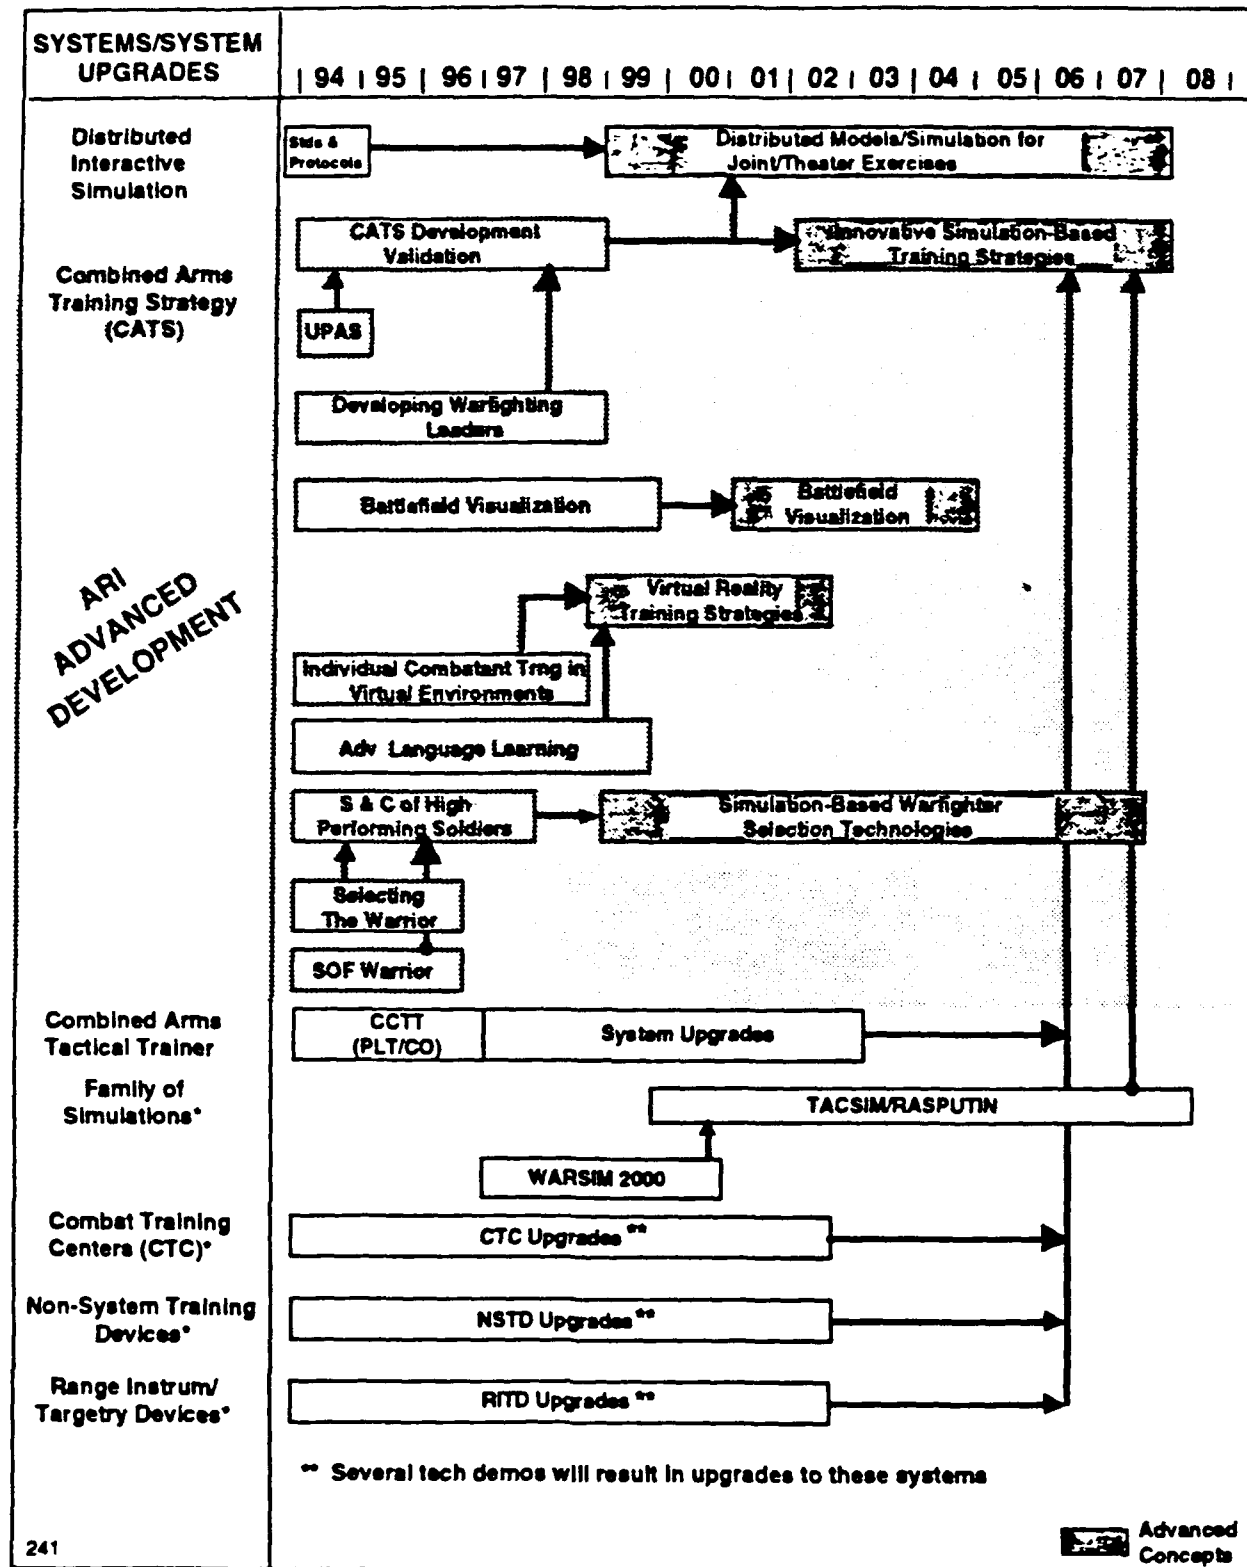 SYSTEMS/SYSTEM
UPGRADES
| 94 | 95 | 96 | 97 | 98 | 99 | 00 | 01 | 02 | 03 | 04 | 05 | 06 | 07 | 08 |
Distributed
Interactive
Simulation
Stds &
Protocols
Distributed Models/Simulation for
Joint/Theater Exercises
Combined Arms
Training Strategy
(CATS)
CATS Development
Validation
Innovative Simulation-Based
Training Strategies
UPAS
Developing Warfighting
Leaders
ARI
ADVANCED
DEVELOPMENT
Battlefield Visualization
Battlefield
Visualization
Virtual Reality
Training Strategies
Individual Combatant Trng in
Virtual Environments
Adv Language Learning
S & C of High
Performing Soldiers
Simulation-Based Warfighter
Selection Technologies
Selecting
The Warrior
SOF Warrior
Combined Arms
Tactical Trainer
CCTT
(PLT/CO)
System Upgrades
Family of
Simulations*
TACSIM/RASPUTIN
WARSIM 2000
Combat Training
Centers (CTC)*
CTC Upgrades **
Non-System Training
Devices*
NSTD Upgrades **
Range Instrum/
Targetry Devices*
RITD Upgrades **
** Several tech demos will result in upgrades to these systems
241
Advanced
Concepts